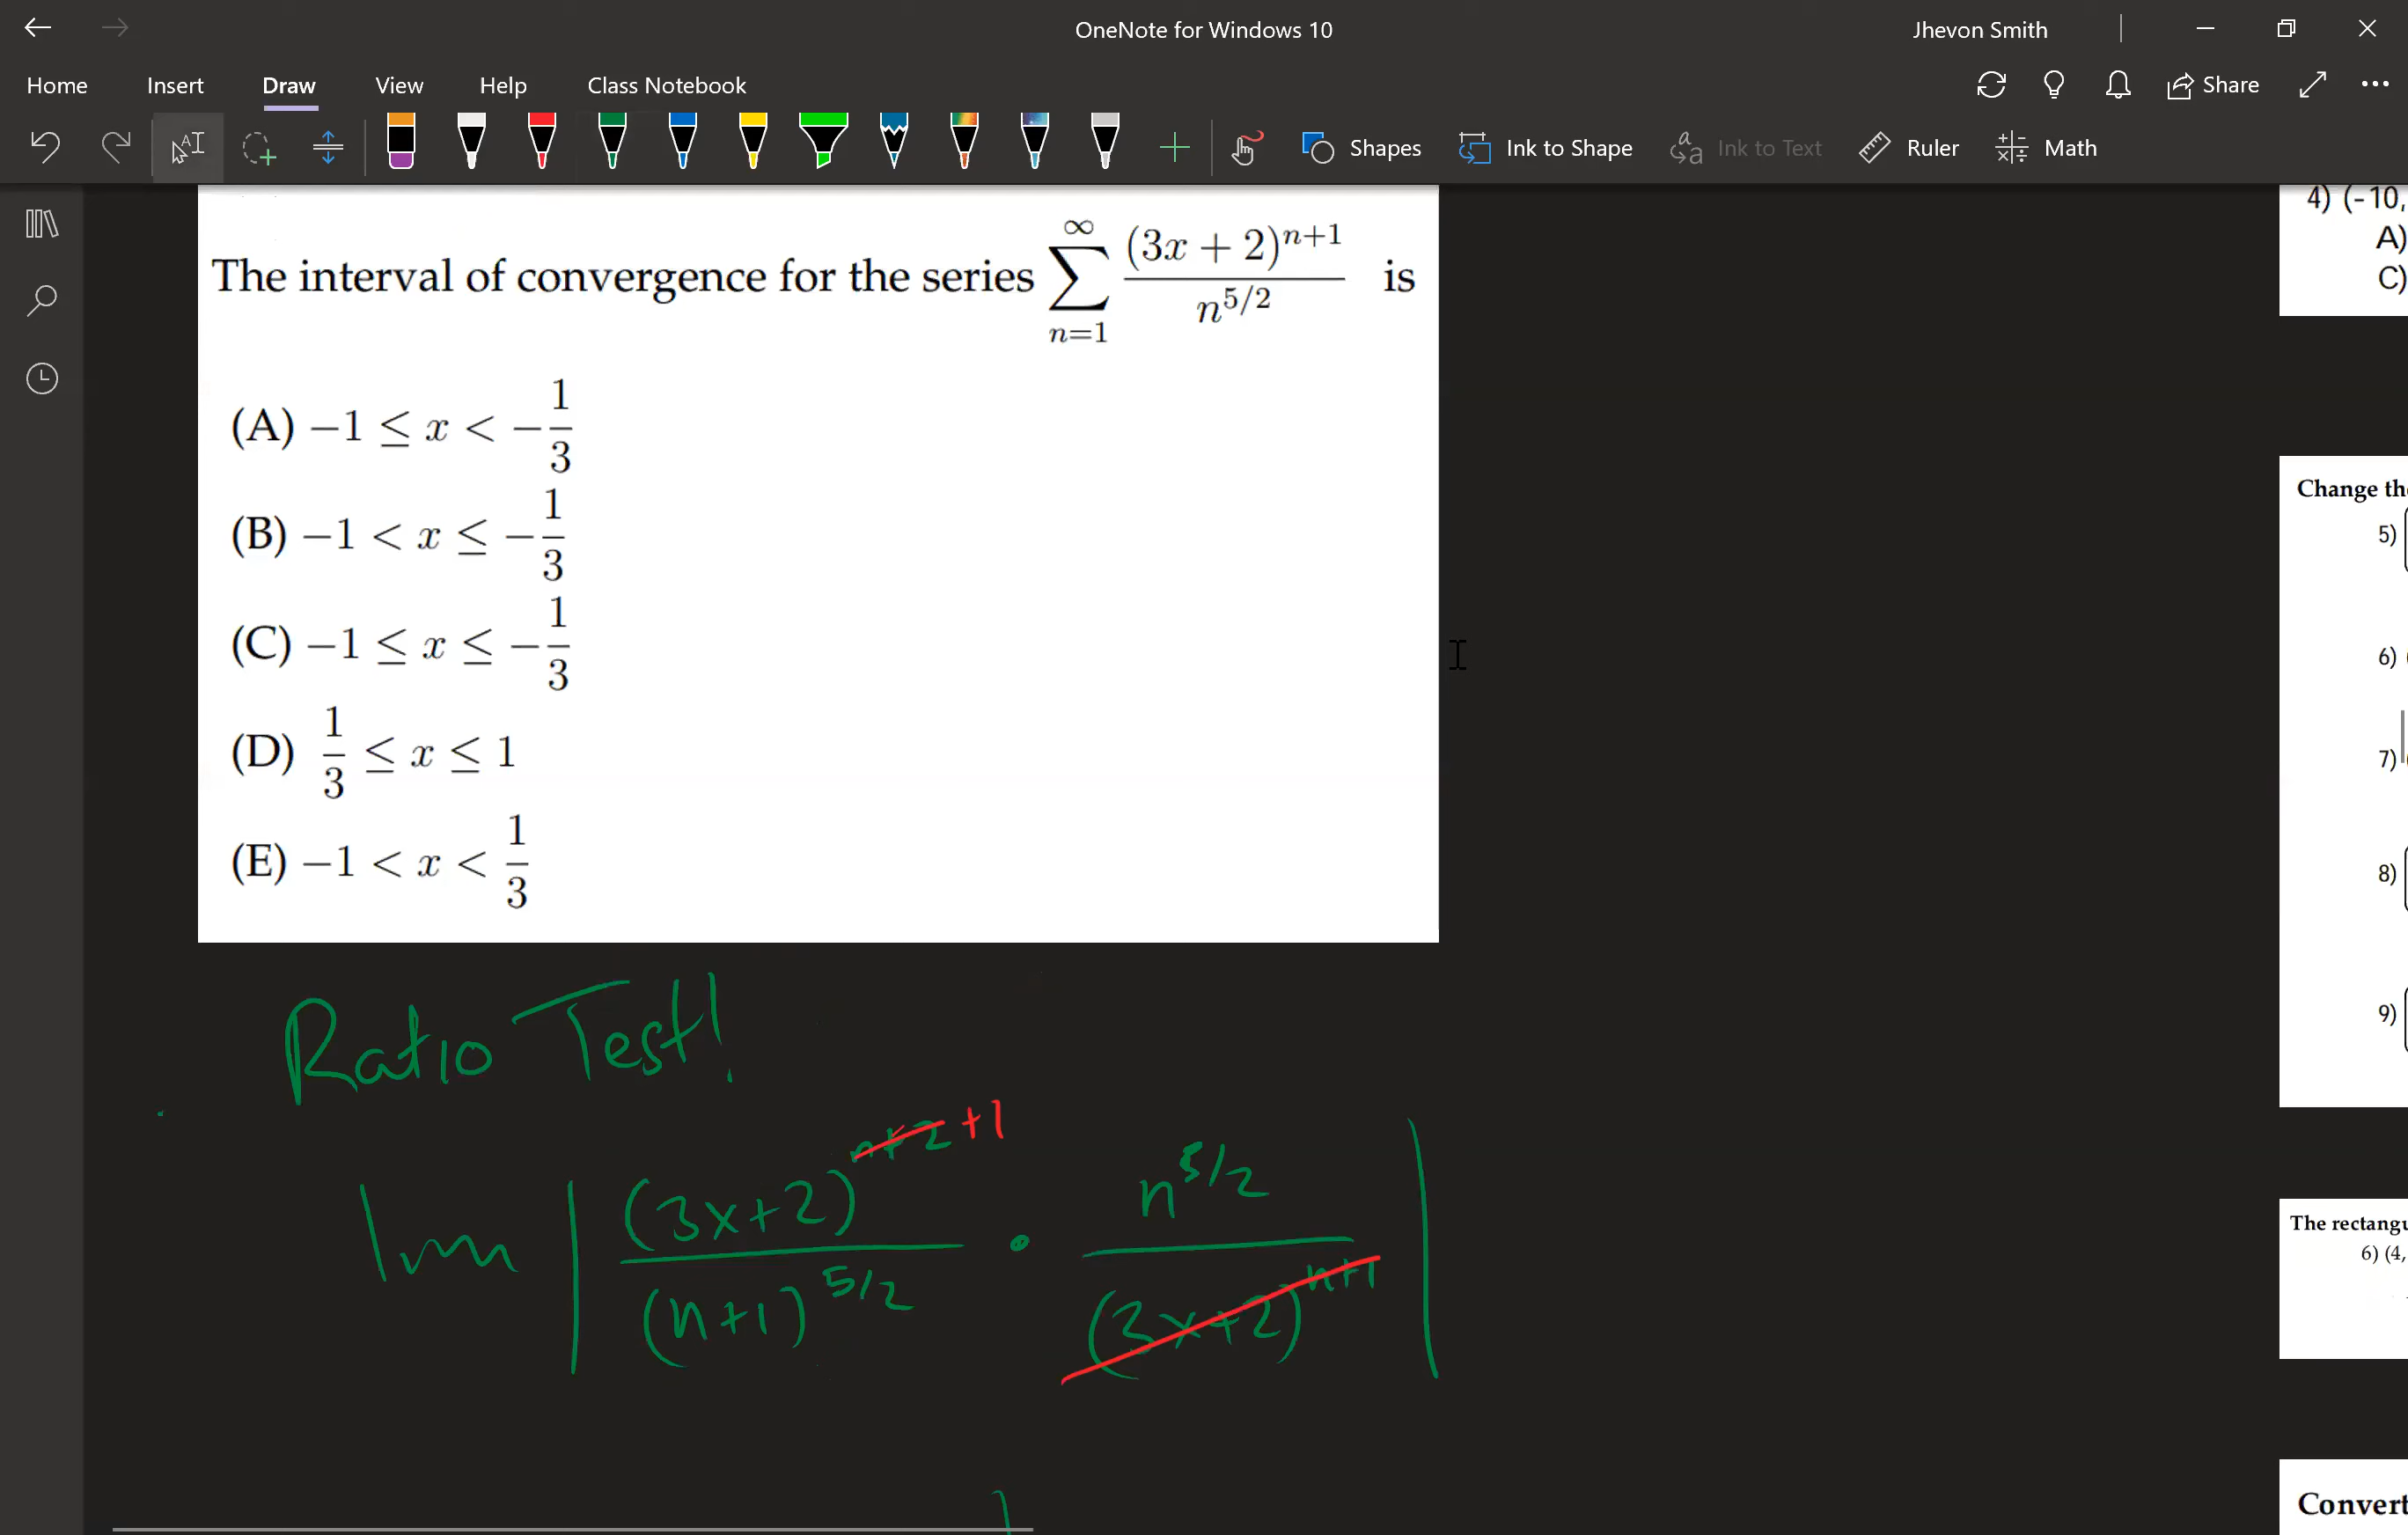 OneNote for Windows 10
Jhevon Smith
Home Insert Draw View Help Class Notebook
Share
Shapes Ink to Shape Ink to Text Ruler Math
The interval of convergence for the series ∑_{n=1}^{∞} (3x + 2)^{n+1} / n^{5/2} is
(A) −1 ≤ x < −1/3
(B) −1 < x ≤ −1/3
(C) −1 ≤ x ≤ −1/3
(D) 1/3 ≤ x ≤ 1
(E) −1 < x < 1/3
Ratio Test!
lim | (3x+2)^{n+2} +1 / (n+1)^{5/2} · n^{5/2} / (3x+2)^{n+1} |
4) (-10,
A)
C)
Change th
5)
6)
7)
8)
9)
The rectangu
6) (4,
Convert